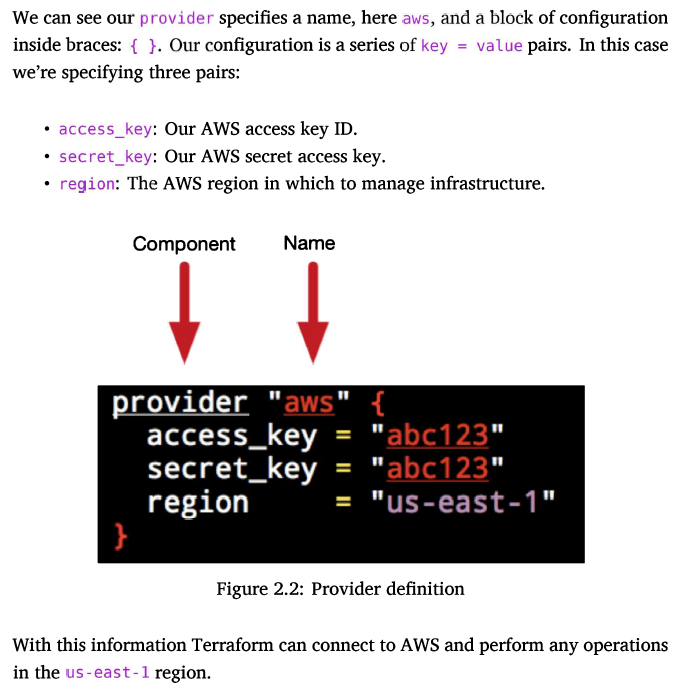 We can see our provider specifies a name, here aws, and a block of configuration
inside braces: { }. Our configuration is a series of key = value pairs. In this case
we’re specifying three pairs:
• access_key: Our AWS access key ID.
• secret_key: Our AWS secret access key.
• region: The AWS region in which to manage infrastructure.
Component Name
provider "aws" {
access_key = "abc123"
secret_key = "abc123"
region = "us-east-1"
}
Figure 2.2: Provider definition
With this information Terraform can connect to AWS and perform any operations
in the us-east-1 region.